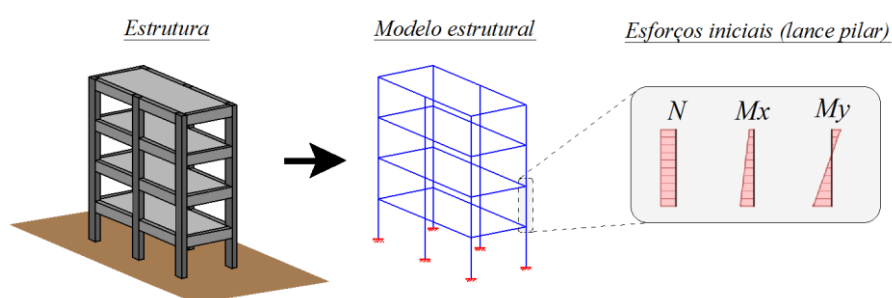 Estrutura
Modelo estrutural
Esforços iniciais (lance pilar)
N
Mx
My